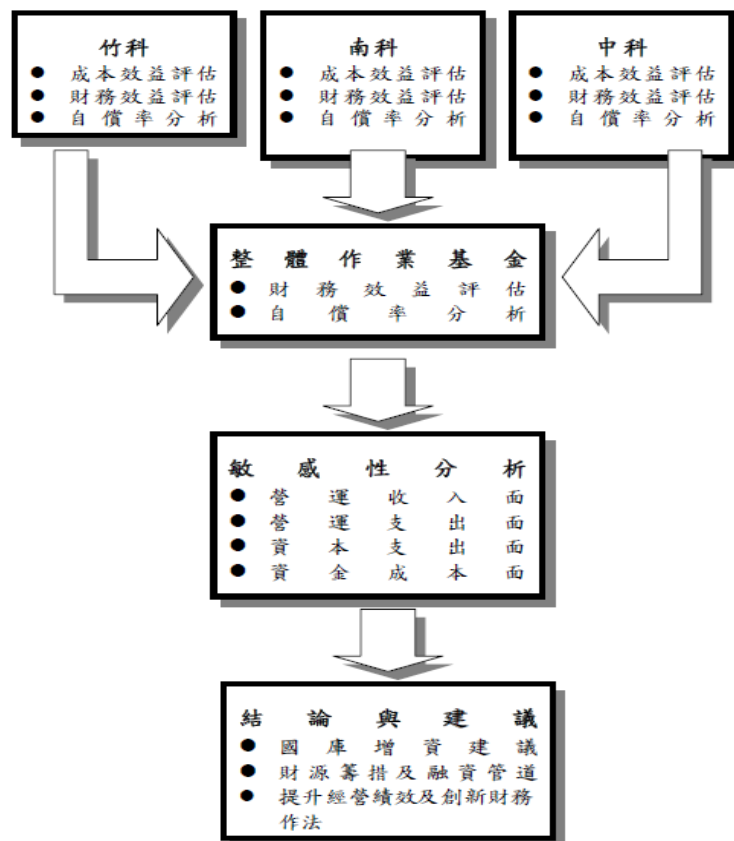 竹科
● 成本效益評估
● 財務效益評估
● 自償率分析
南科
● 成本效益評估
● 財務效益評估
● 自償率分析
中科
● 成本效益評估
● 財務效益評估
● 自償率分析
整體作業基金
● 財務效益評估
● 自償率分析
敏感性分析
● 營運收入面
● 營運支出面
● 資本支出面
● 資金成本面
結論與建議
● 國庫增資建議
● 財源籌措及融資管道
● 提升經營績效及創新財務
作法